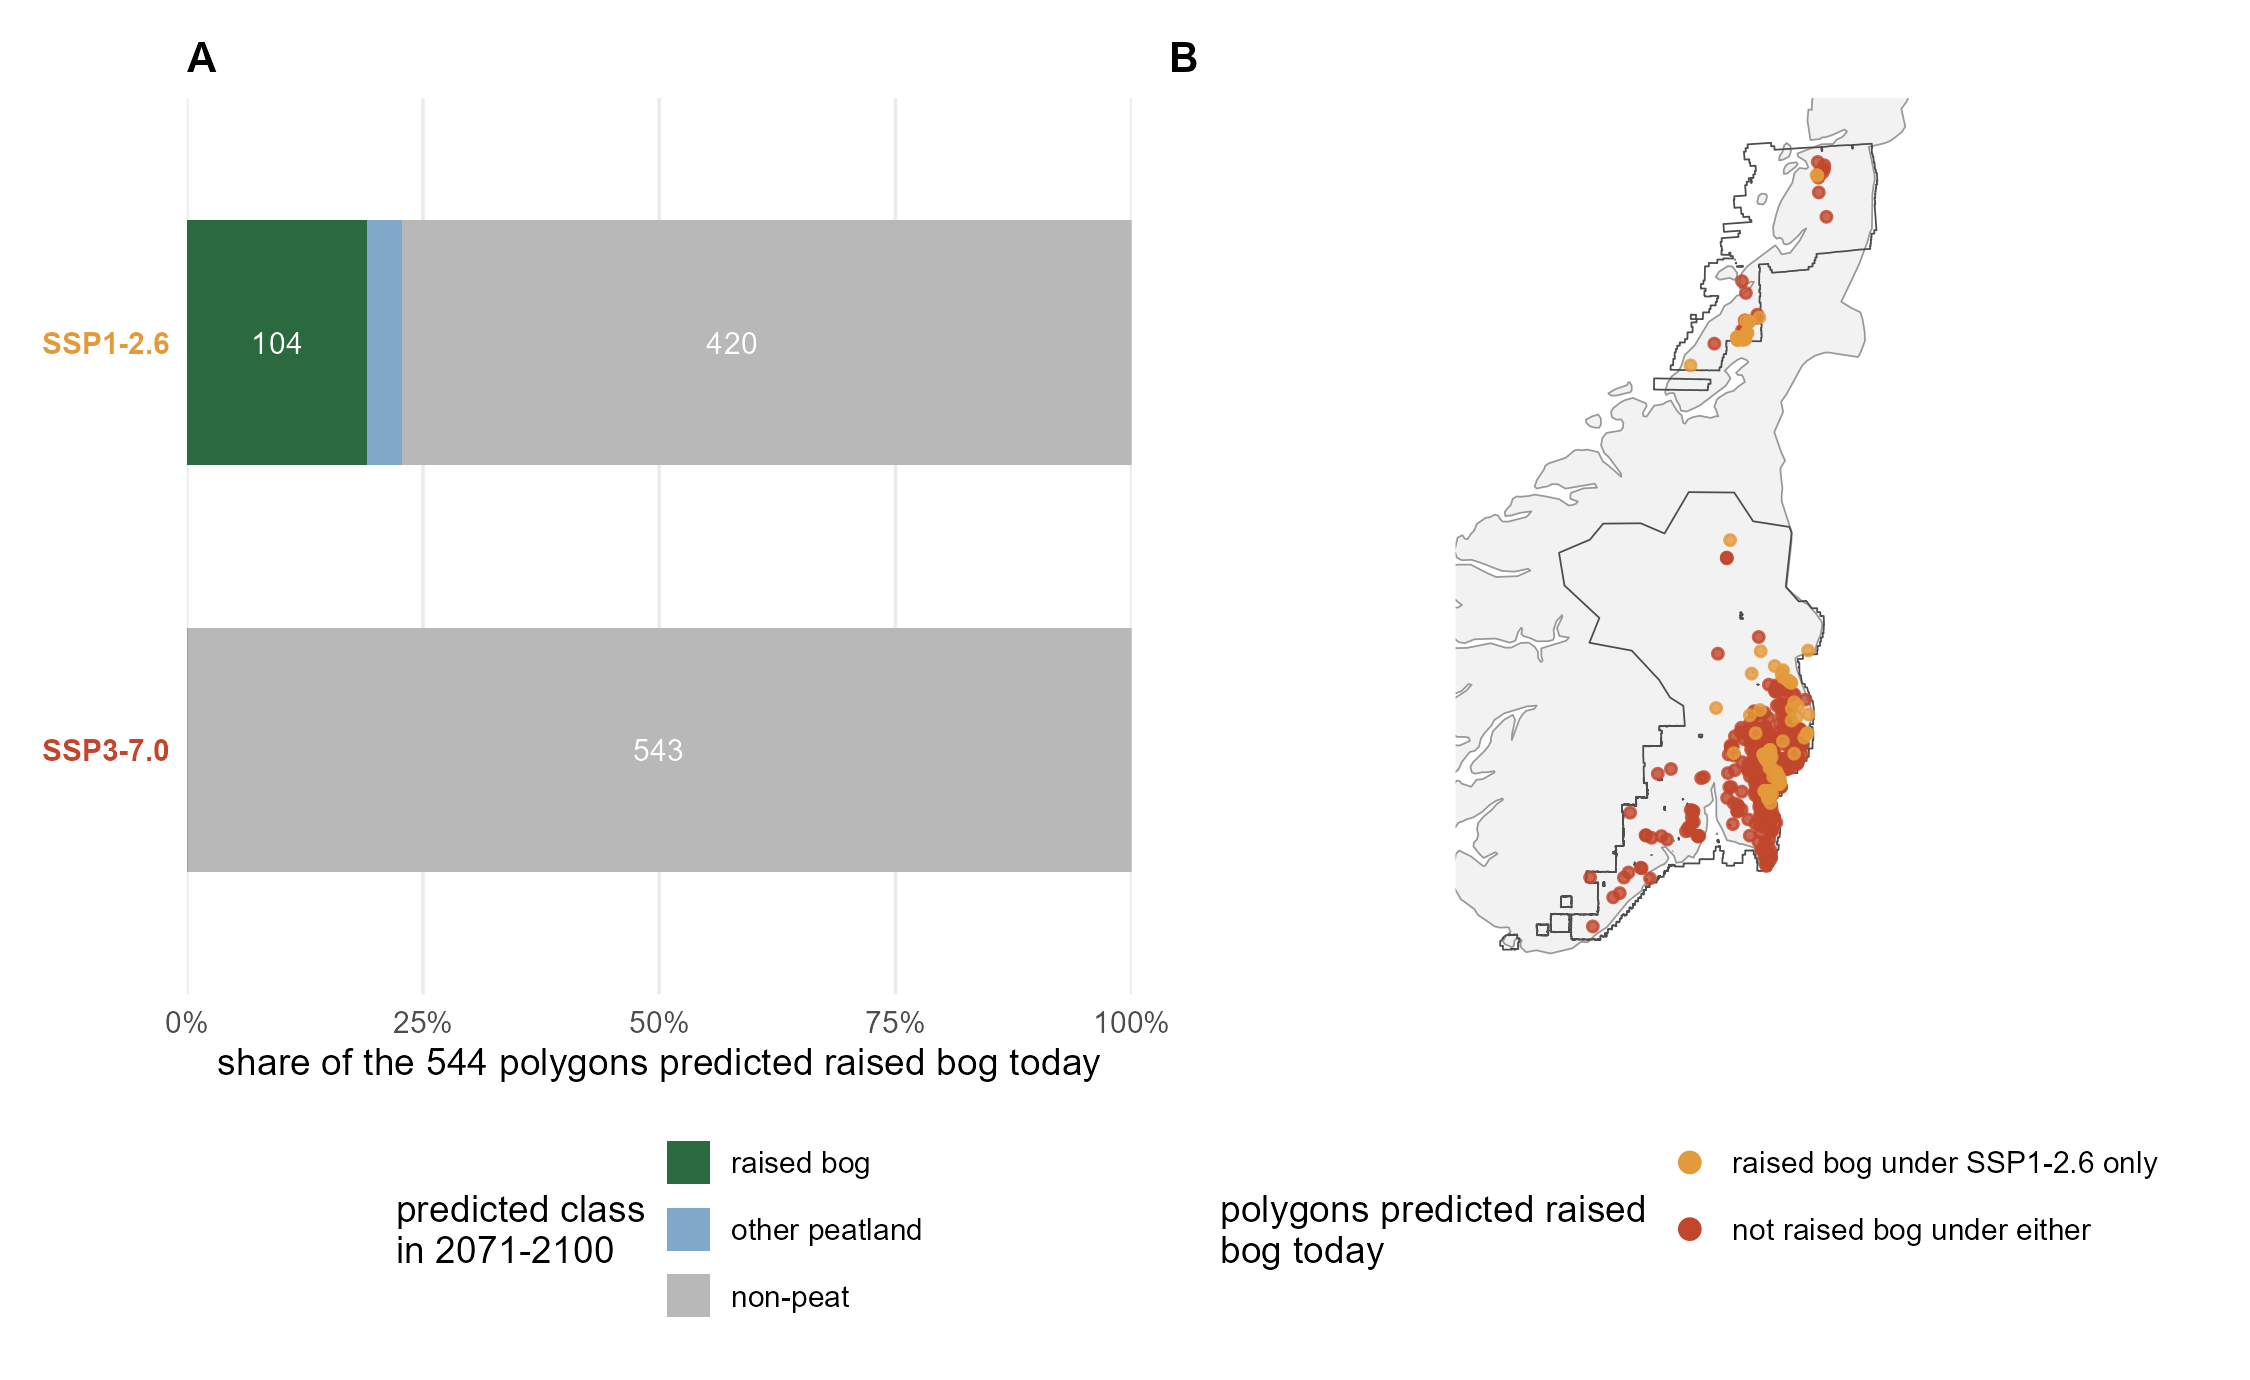 A
B
SSP1-2.6
104
420
SSP3-7.0
543
0%
25%
50%
75%
100%
share of the 544 polygons predicted raised bog today
predicted class
in 2071-2100
raised bog
other peatland
non-peat
polygons predicted raised
bog today
raised bog under SSP1-2.6 only
not raised bog under either